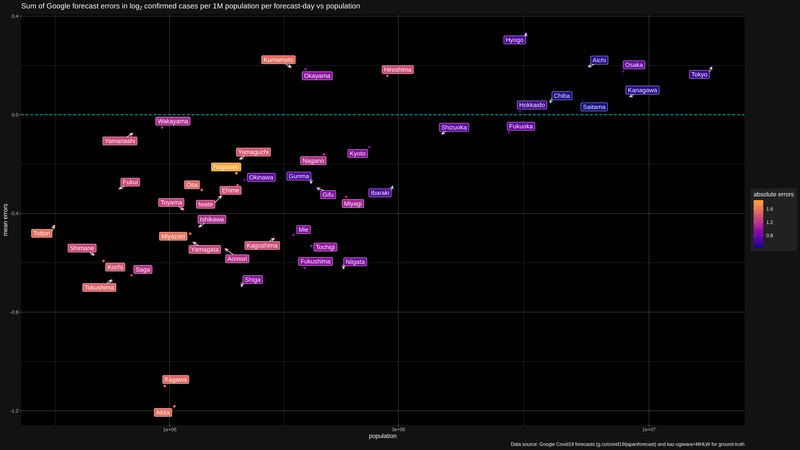 Sum of Google forecast errors in log2 confirmed cases per 1M population per forecast-day vs population
0.4
Hyogo
Kumamoto
Aichi
Osaka
Hiroshima
Okayama
Tokyo
Kanagawa
Chiba
Hokkaido
Saitama
0.0
Wakayama
Shizuoka
Fukuoka
Yamanashi
Yamaguchi
Kyoto
Nagano
Nagasaki
Okinawa
Gunma
Fukui
Oita
Ehime
Gifu
Ibaraki
Toyama
Iwate
Miyagi
-0.4
Ishikawa
Mie
Tottori
Miyazaki
Shimane
Yamagata
Kagoshima
Tochigi
Aomori
Fukushima
Niigata
Kochi
Saga
Tokushima
Shiga
-0.8
Kagawa
-1.2
Akita
mean errors
1e+06
3e+06
1e+07
population
absolute errors
1.6
1.2
0.8
Data source: Google Covid19 forecasts (g.co/covid19/japanforecast) and kaz-ogiwara+MHLW for ground-truth